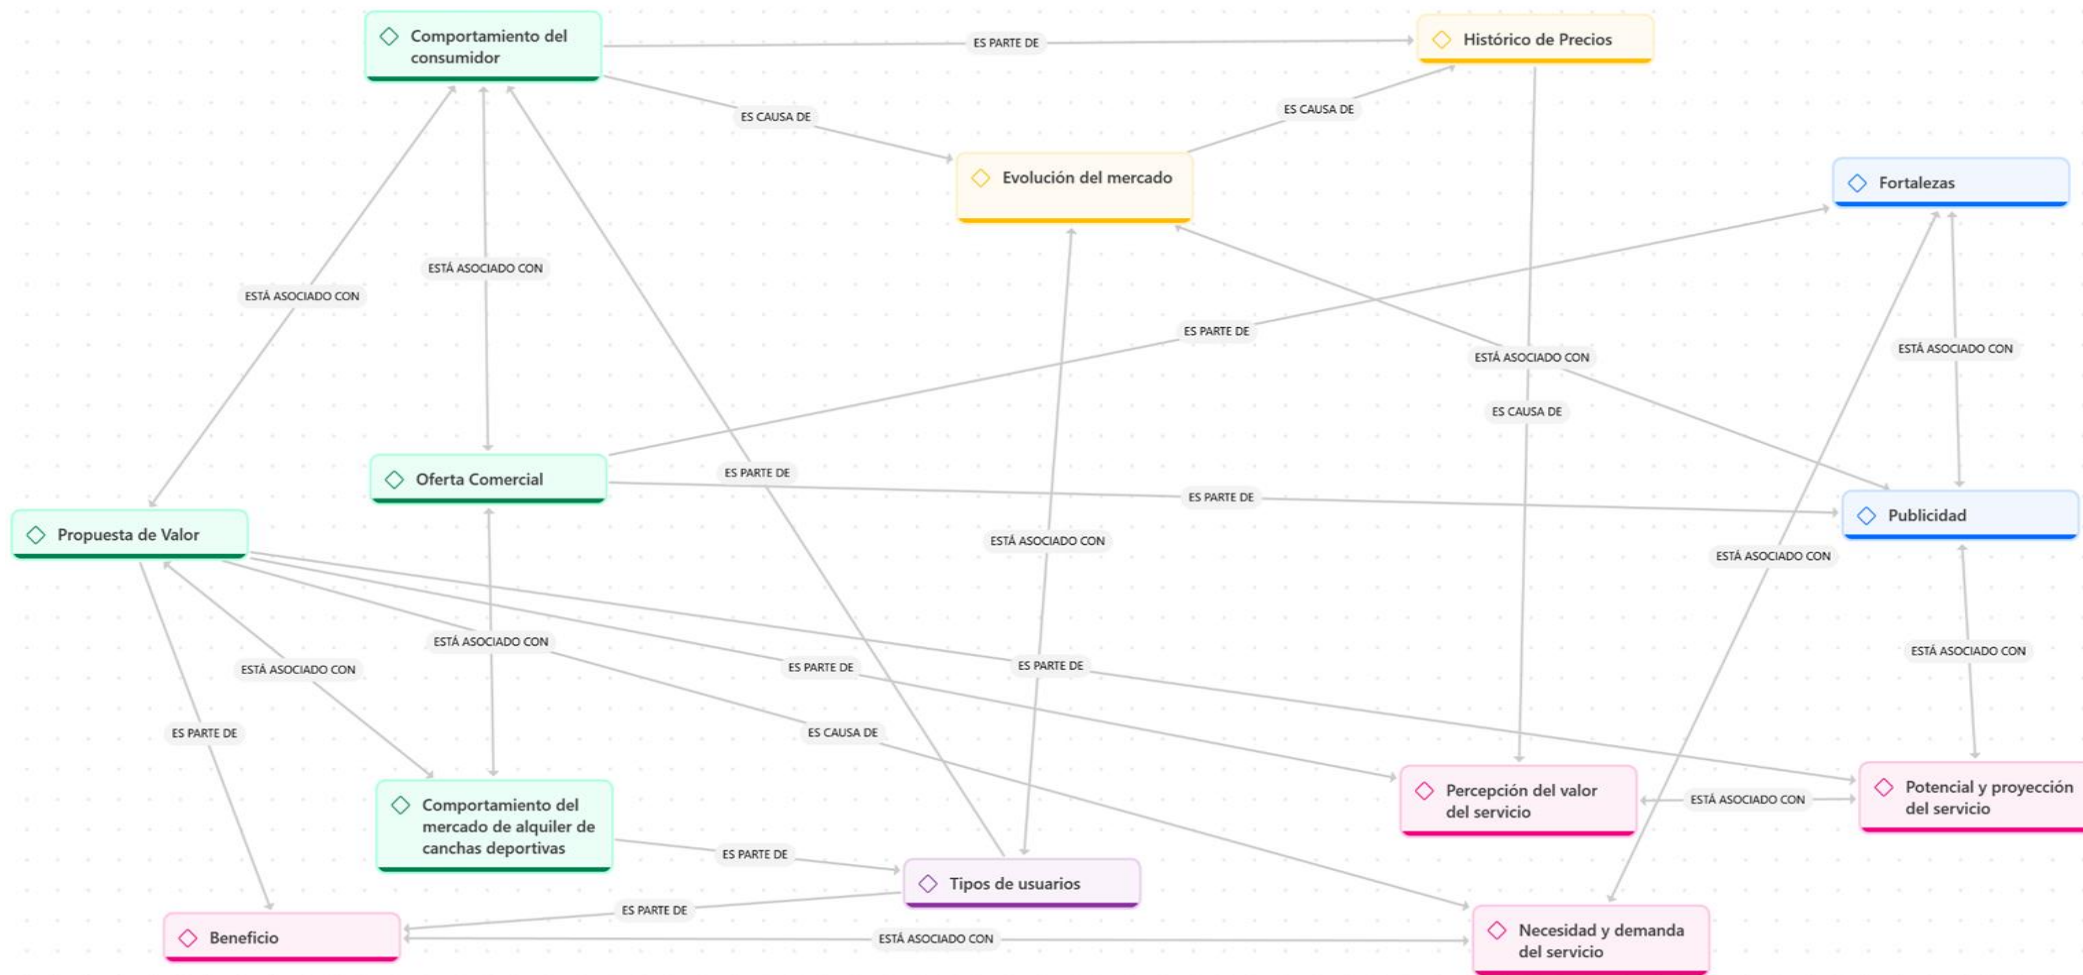 Comportamiento del
consumidor
ES PARTE DE
Histórico de Precios
ES CAUSA DE
ES CAUSA DE
Evolución del mercado
Fortalezas
ESTÁ ASOCIADO CON
ESTÁ ASOCIADO CON
ES PARTE DE
ESTÁ ASOCIADO CON
ESTÁ ASOCIADO CON
ES CAUSA DE
Oferta Comercial
ES PARTE DE
ES PARTE DE
Publicidad
Propuesta de Valor
ESTÁ ASOCIADO CON
ESTÁ ASOCIADO CON
ESTÁ ASOCIADO CON
ESTÁ ASOCIADO CON
ESTÁ ASOCIADO CON
ES PARTE DE
ES PARTE DE
ES PARTE DE
ES CAUSA DE
Comportamiento del
mercado de alquiler de
canchas deportivas
Percepción del valor
del servicio
ESTÁ ASOCIADO CON
Potencial y proyección
del servicio
ES PARTE DE
Tipos de usuarios
ES PARTE DE
Beneficio
ESTÁ ASOCIADO CON
Necesidad y demanda
del servicio